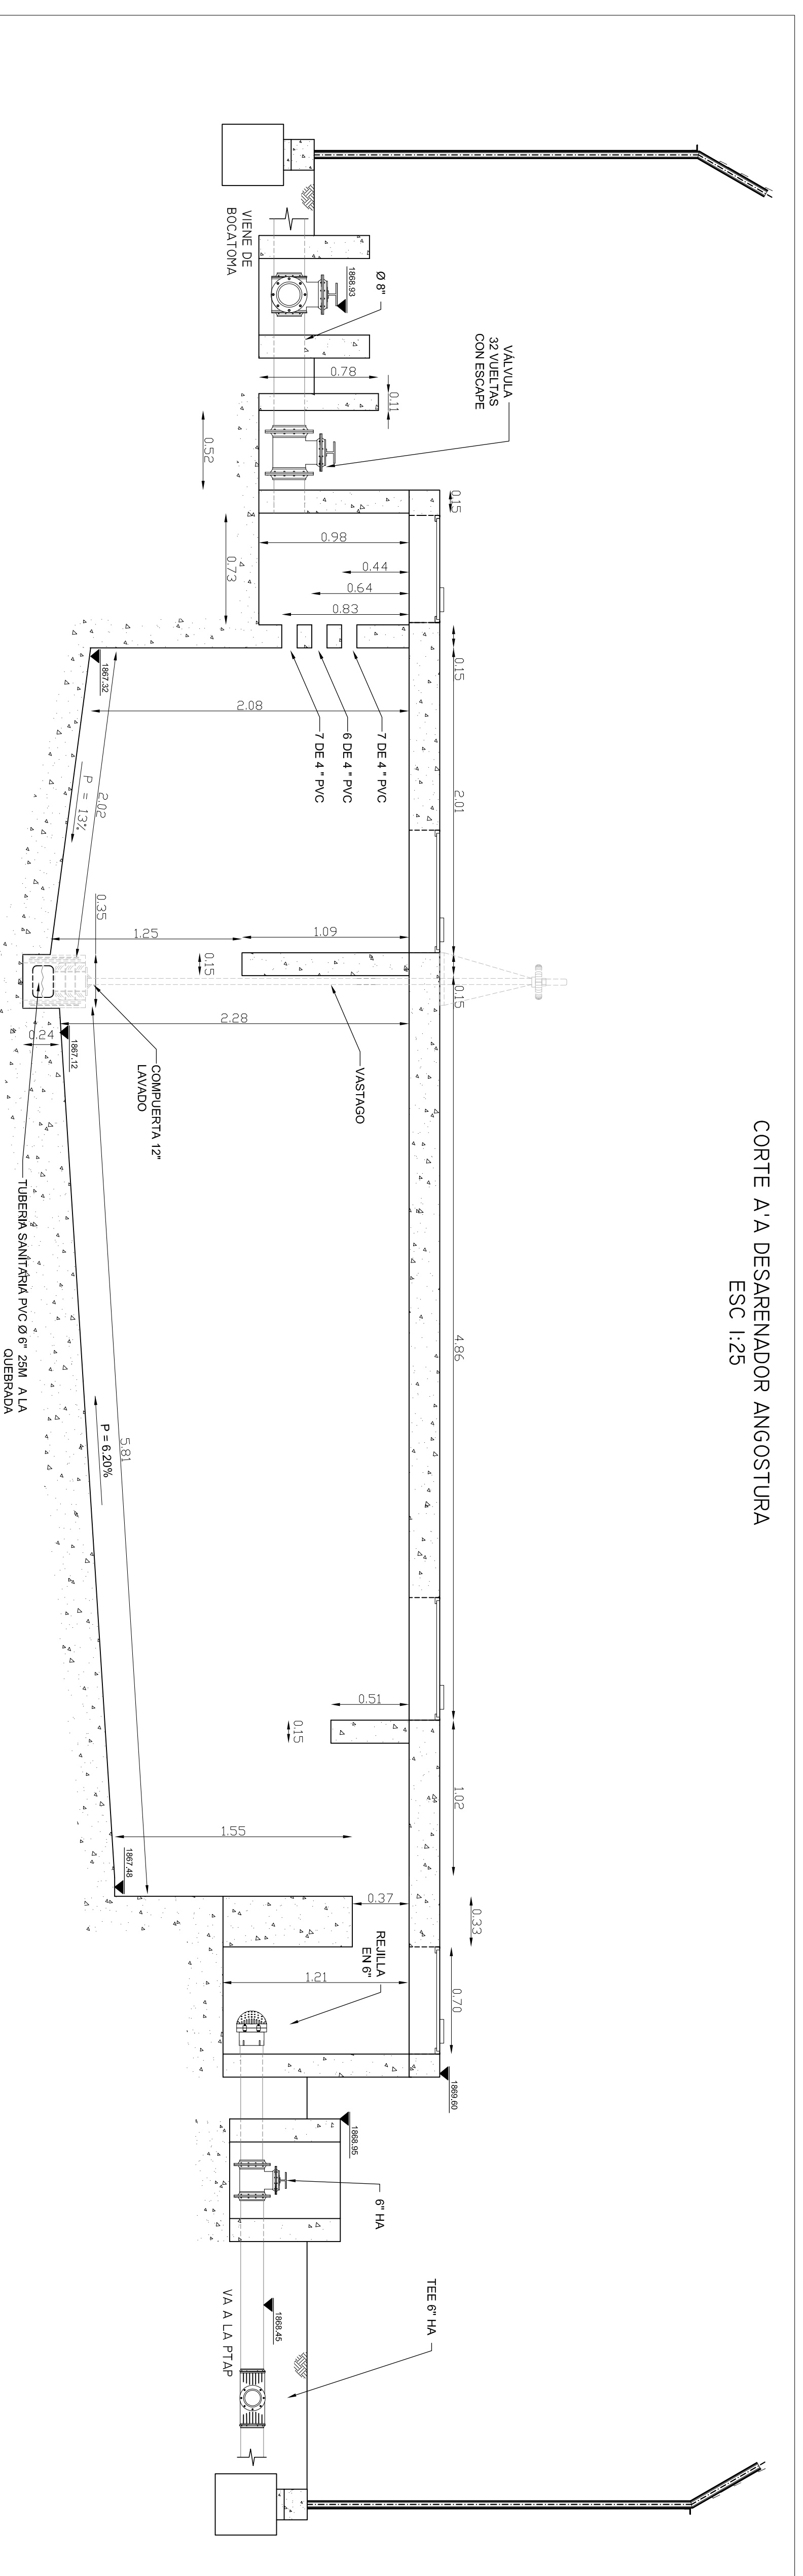 CORTE A'A DESARENADOR ANGOSTURA
ESC 1:25
VÁLVULA
32 VUELTAS
CON ESCAPE
Ø 8"
1868.93
VIENE DE
BOCATOMA
0.78
0.11
0.52
0.15
0.98
0.44
0.64
0.83
0.73
0.15
2.01
0.15
4.86
1.02
0.33
0.70
1867.32
2.08
7 DE 4 " PVC
6 DE 4 " PVC
7 DE 4 " PVC
2.02
P = 13%
0.35
1.25
1.09
0.15
2.28
0.24
1867.12
VASTAGO
COMPUERTA 12"
LAVADO
TUBERIA SANITARIA PVC Ø 6" 25M A LA
QUEBRADA
5.81
P = 6.20%
0.51
0.15
1.55
1867.48
0.37
REJILLA
EN 6"
1.21
1869.60
1868.95
6" HA
TEE 6" HA
1868.45
VA A LA PTAP